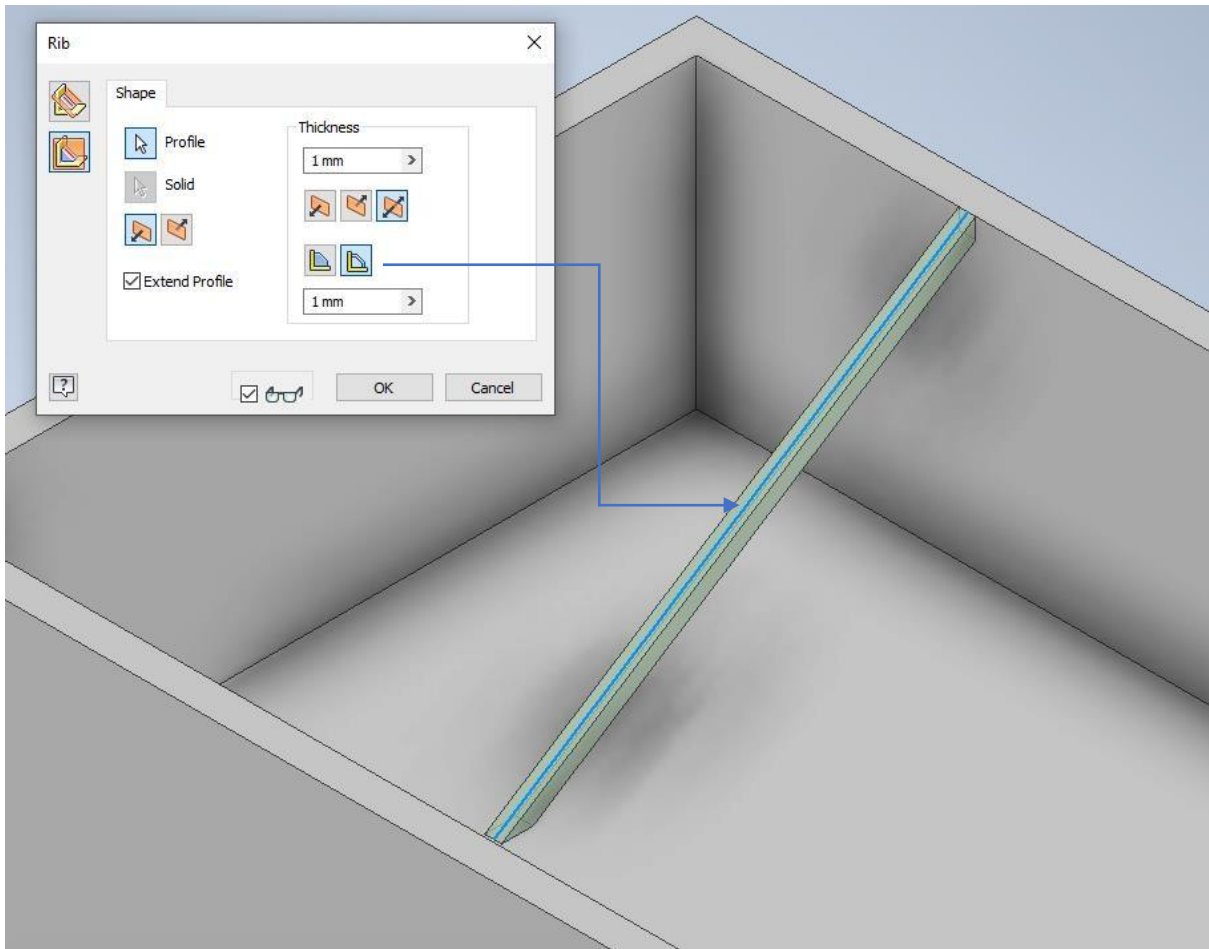 Rib
Shape
Profile
Thickness
1 mm
Solid
Extend Profile
1 mm
?
OK
Cancel